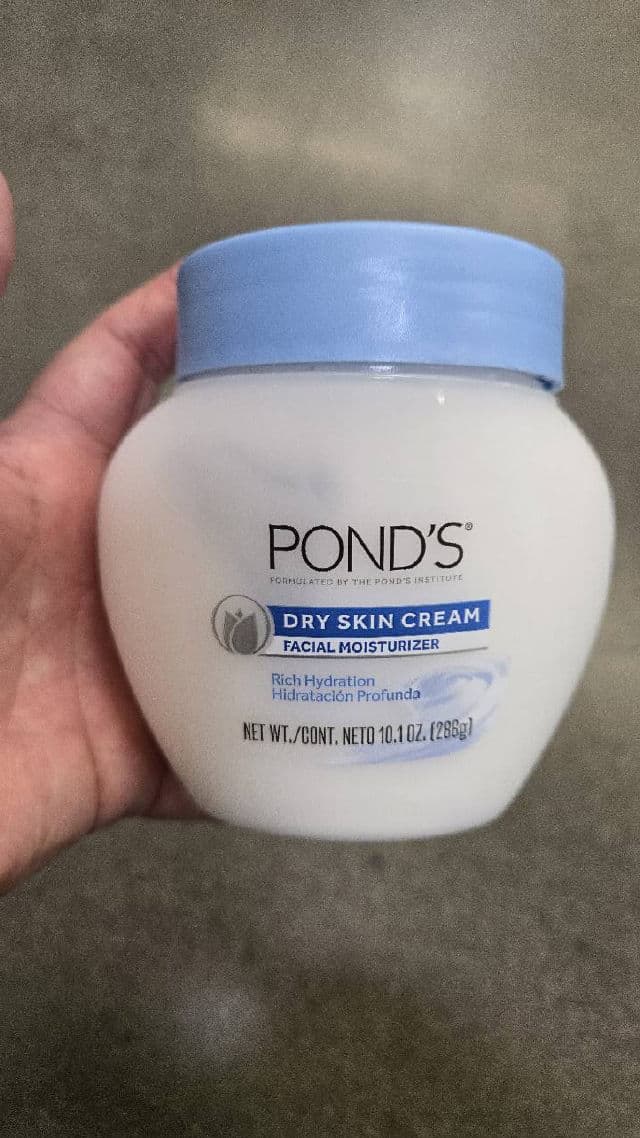 POND'S®
FORMULATED BY THE POND'S INSTITUTE
DRY SKIN CREAM
FACIAL MOISTURIZER
Rich Hydration
Hidratación Profunda
NET WT./CONT. NETO 10.1 OZ. (286g)